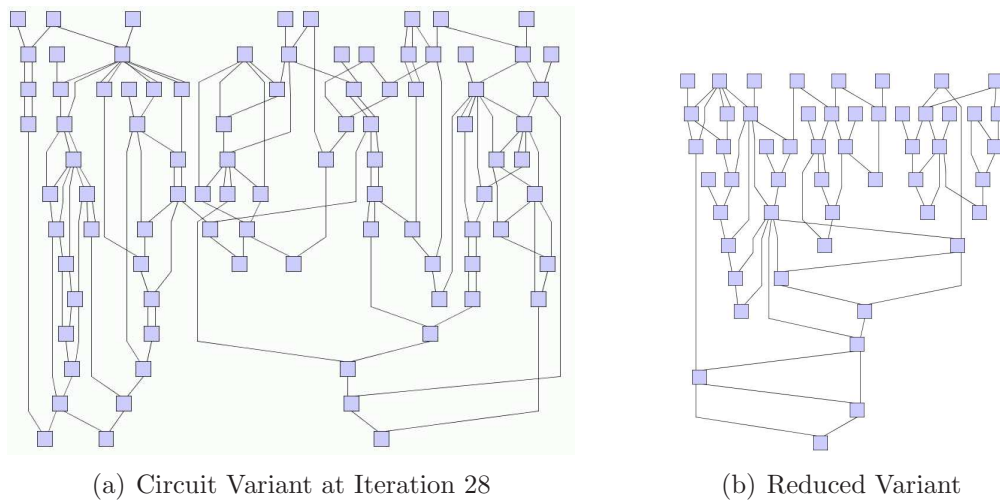 (a) Circuit Variant at Iteration 28
(b) Reduced Variant